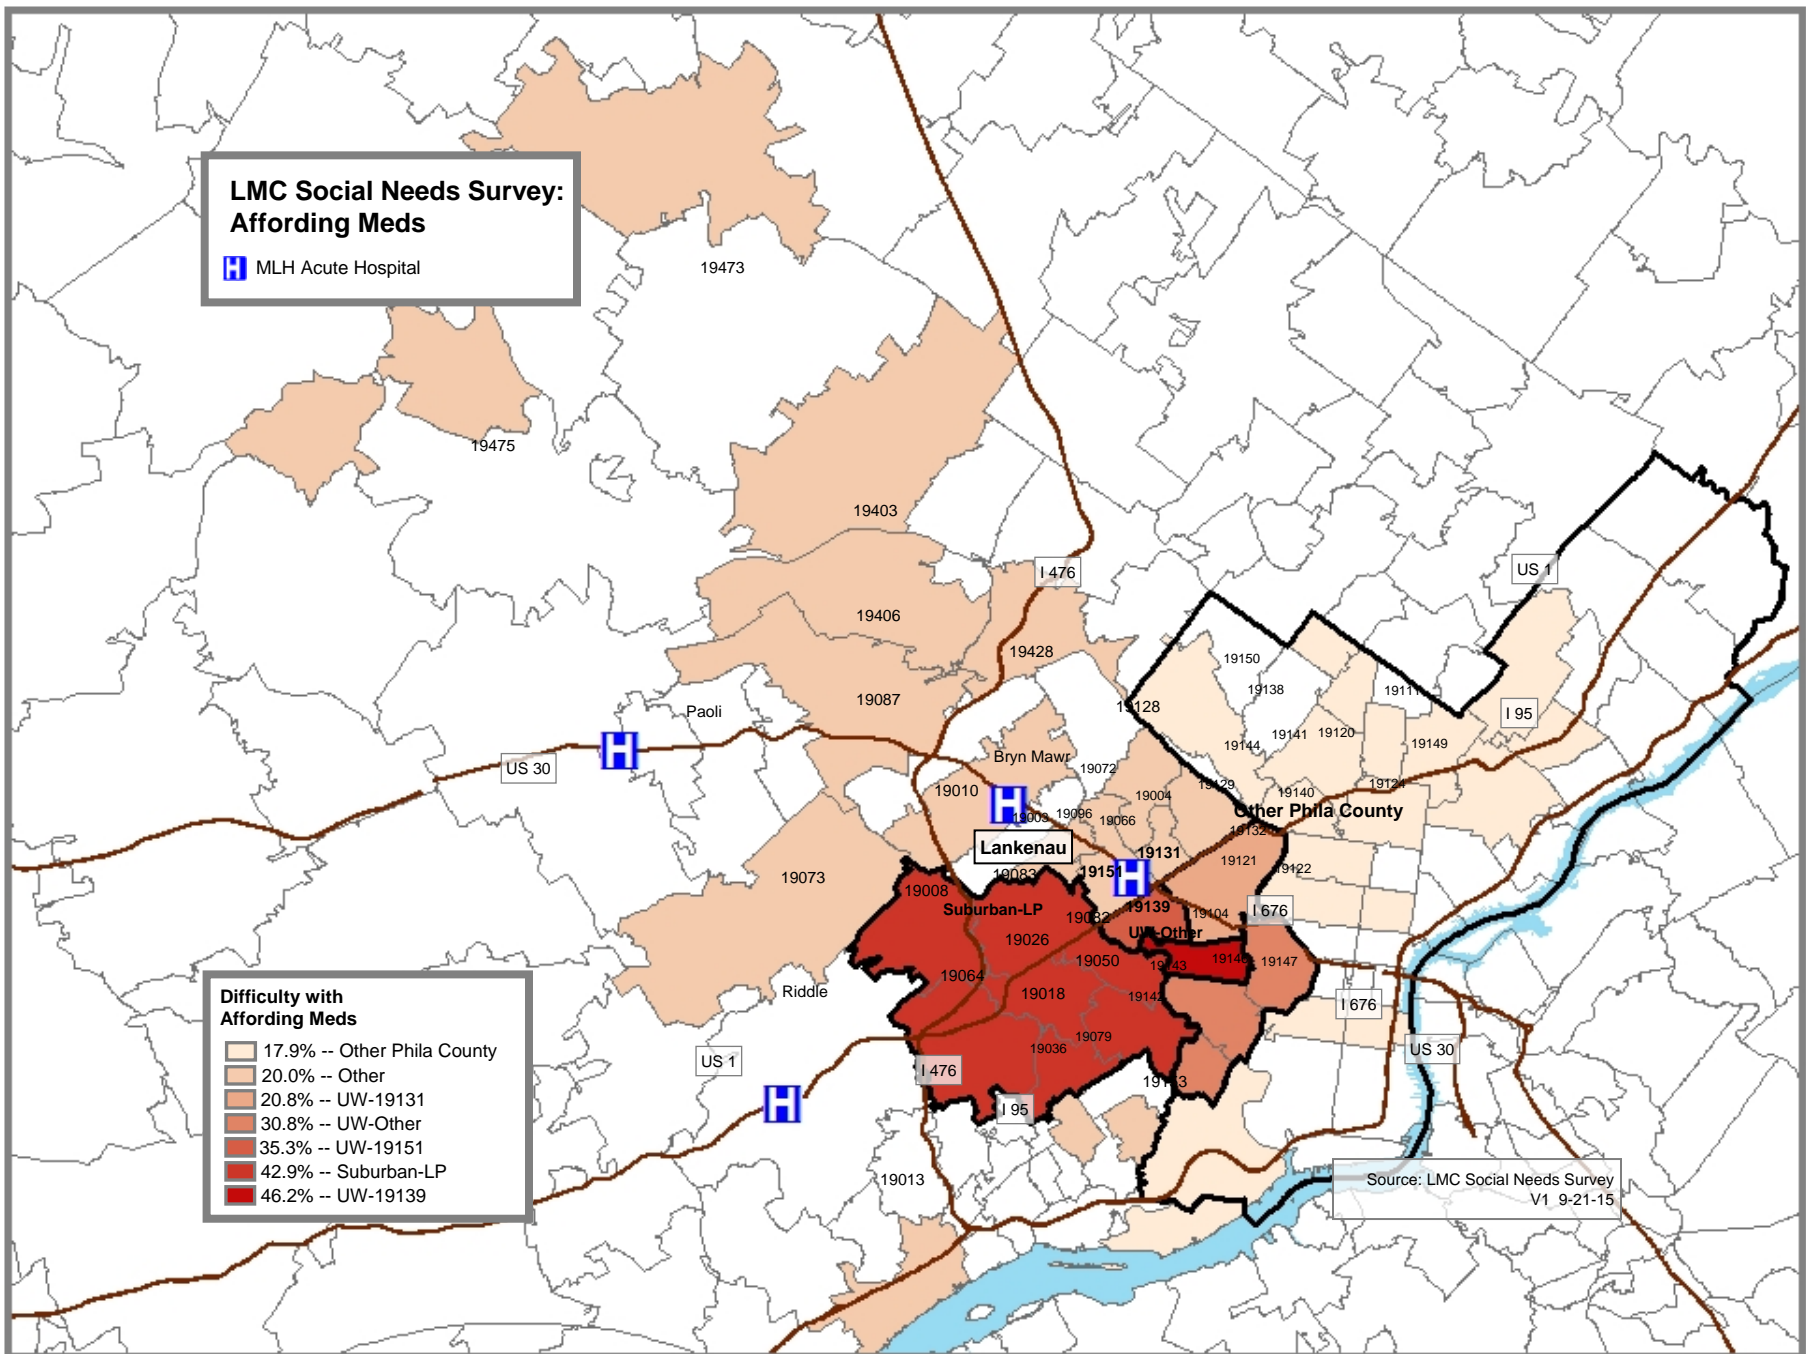 LMC Social Needs Survey:
Affording Meds
MLH Acute Hospital
19473
19475
19403
I 476
US 1
19406
19428
19150
19138
19111
19087
19128
Paoli
I 95
19144
19141
19120
19149
US 30
Bryn Mawr
19072
19010
19004
19129
19140
19124
19003
19096
19066
Other Phila County
19132
Lankenau
19131
19121
19122
19073
19008
19083
19151
Suburban-LP
19082
19139
19104
I 676
UW-Other
19026
19050
19143
19147
19064
Riddle
19018
19142
I 676
19036
19079
US 30
US 1
I 476
I 95
19013
Difficulty with
Affording Meds
17.9% -- Other Phila County
20.0% -- Other
20.8% -- UW-19131
30.8% -- UW-Other
35.3% -- UW-19151
42.9% -- Suburban-LP
46.2% -- UW-19139
Source: LMC Social Needs Survey
V1 9-21-15